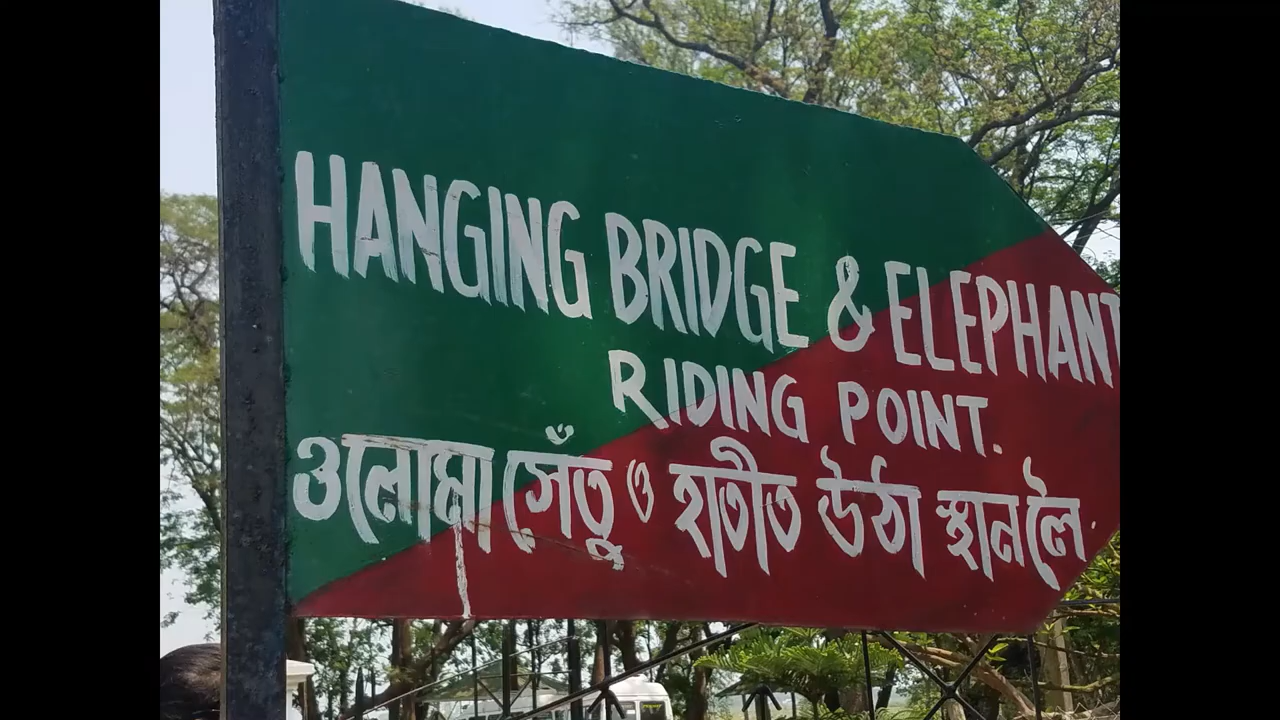 HANGING BRIDGE & ELEPHANT
RIDING POINT.
ওলোমা সেঁতু ও হাতীত উঠা স্থানলৈ.